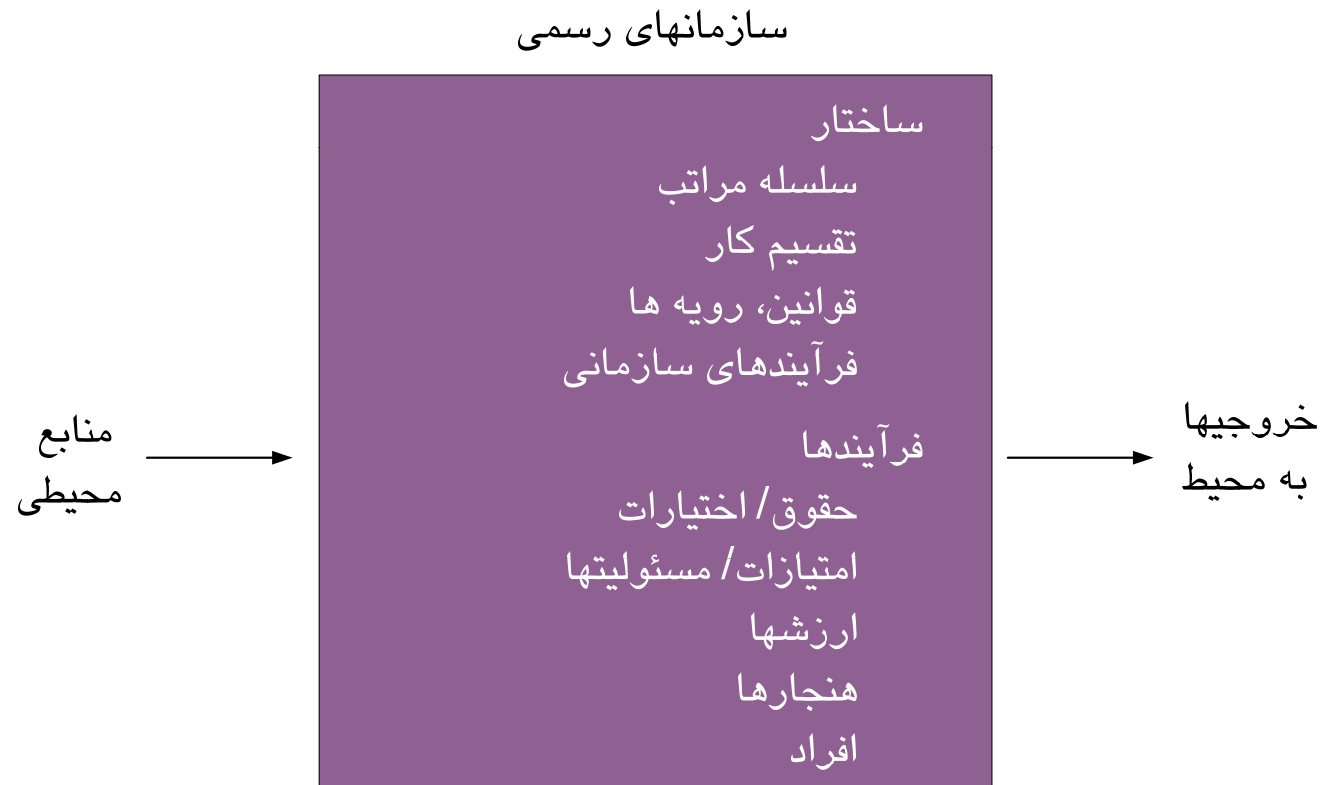 سازمانهای رسمی
ساختار
سلسله مراتب
تقسیم کار
قوانین، رویه ها
فرآیندهای سازمانی
فرآیندها
حقوق/ اختیارات
امتیازات/ مسئولیتها
ارزشها
هنجارها
افراد
خروجیها
به محیط
منابع
محیطی